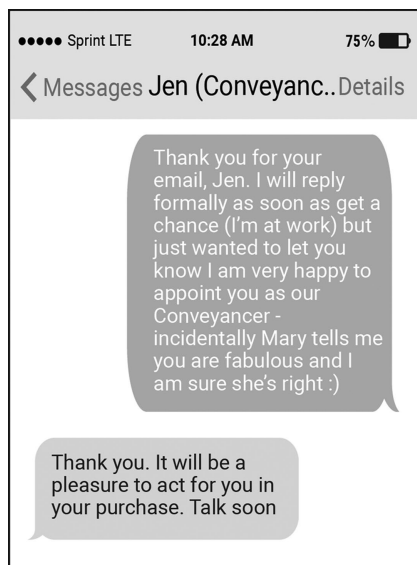 Sprint LTE 10:28 AM 75%
Messages Jen (Conveyanc.. Details
Thank you for your
email, Jen. I will reply
formally as soon as get a
chance (I'm at work) but
just wanted to let you
know I am very happy to
appoint you as our
Conveyancer -
incidentally Mary tells me
you are fabulous and I
am sure she's right :)
Thank you. It will be a
pleasure to act for you in
your purchase. Talk soon